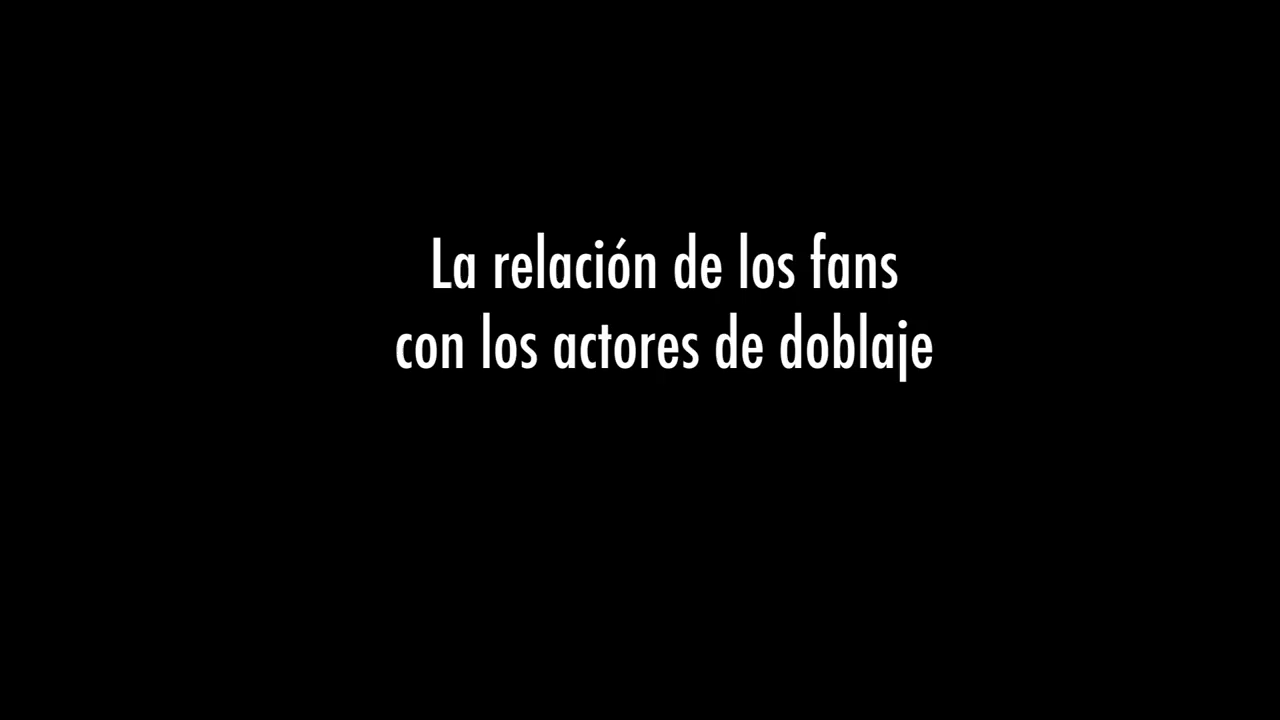 La relación de los fans
con los actores de doblaje